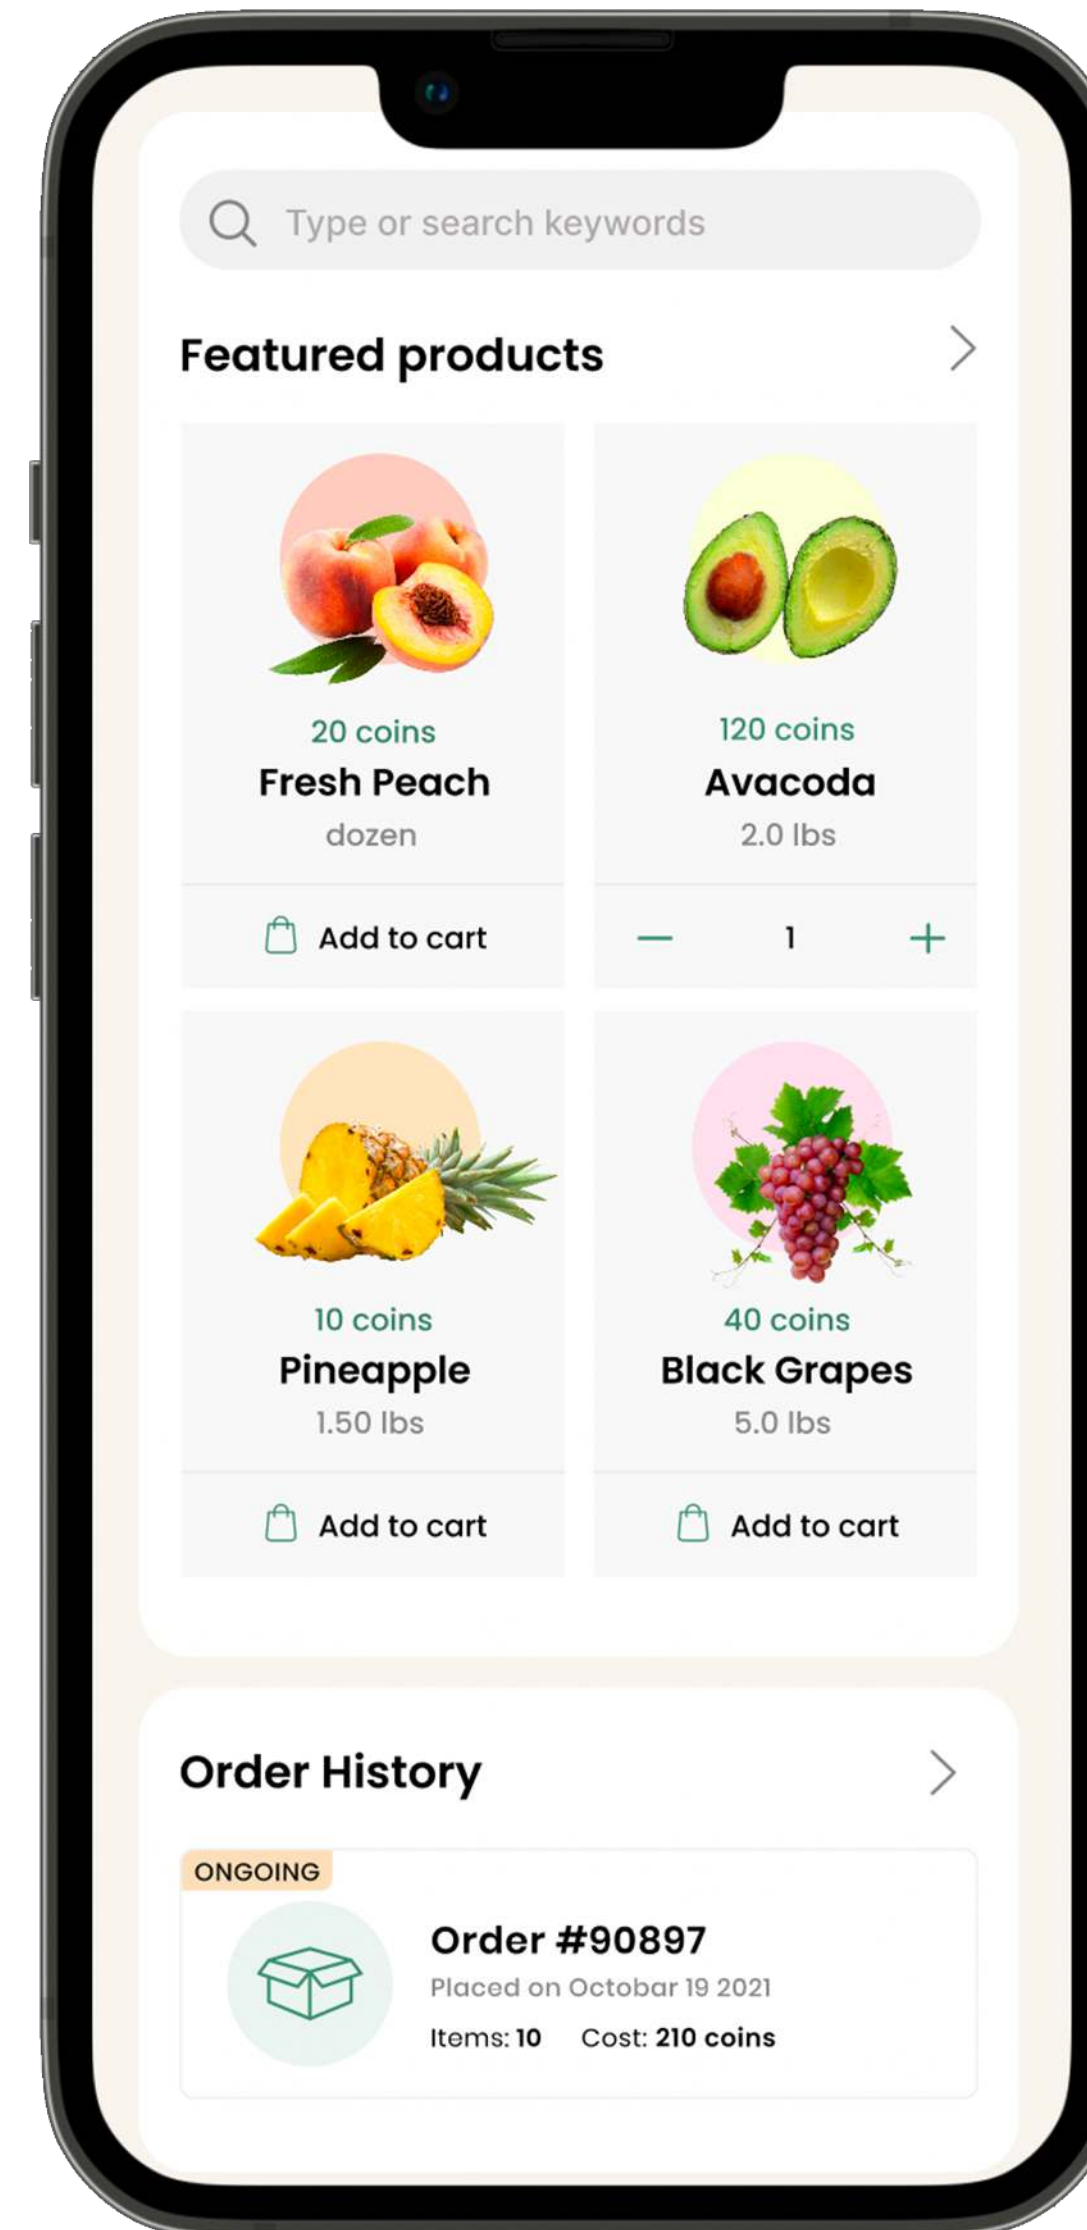 Type or search keywords
Featured products
20 coins
Fresh Peach
dozen
Add to cart
120 coins
Avacoda
2.0 lbs
1
10 coins
Pineapple
1.50 lbs
Add to cart
40 coins
Black Grapes
5.0 lbs
Add to cart
Order History
ONGOING
Order #90897
Placed on Octobar 19 2021
Items: 10 Cost: 210 coins